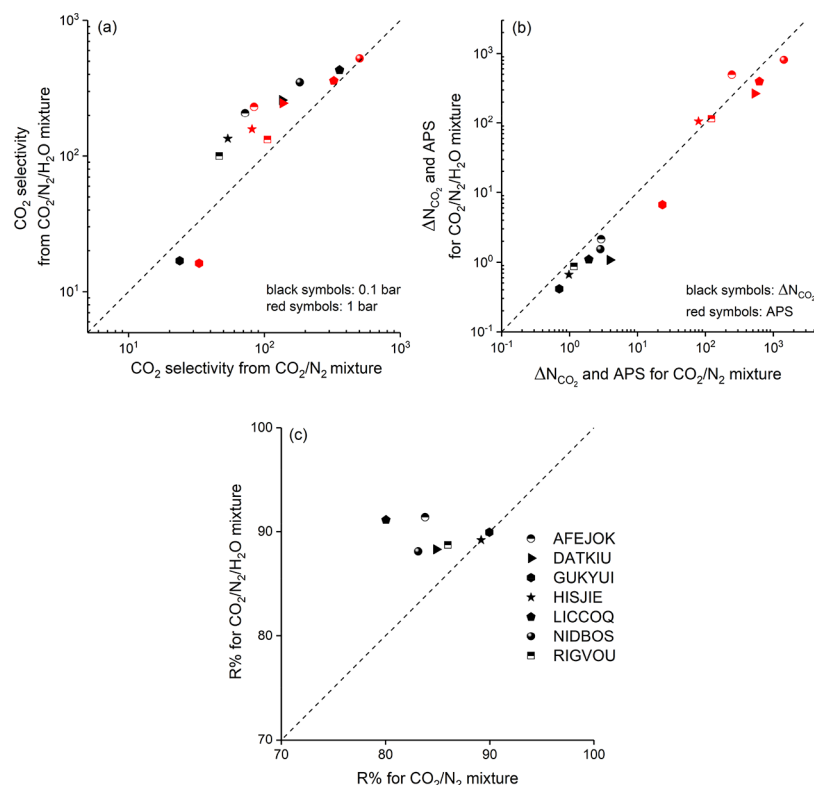 (a)
CO₂ selectivity
from CO₂/N₂/H₂O mixture
10³
10²
10¹
black symbols: 0.1 bar
red symbols: 1 bar
10¹
10²
10³
CO₂ selectivity from CO₂/N₂ mixture
(b)
ΔN_CO₂ and APS
for CO₂/N₂/H₂O mixture
10³
10²
10¹
10⁰
10⁻¹
black symbols: ΔN_CO₂
red symbols: APS
10⁻¹
10⁰
10¹
10²
10³
ΔN_CO₂ and APS for CO₂/N₂ mixture
(c)
R% for CO₂/N₂/H₂O mixture
100
90
80
70
AFEJOK
DATKIU
GUKYUI
HISJIE
LICCOQ
NIDBOS
RIGVOU
70
80
90
100
R% for CO₂/N₂ mixture